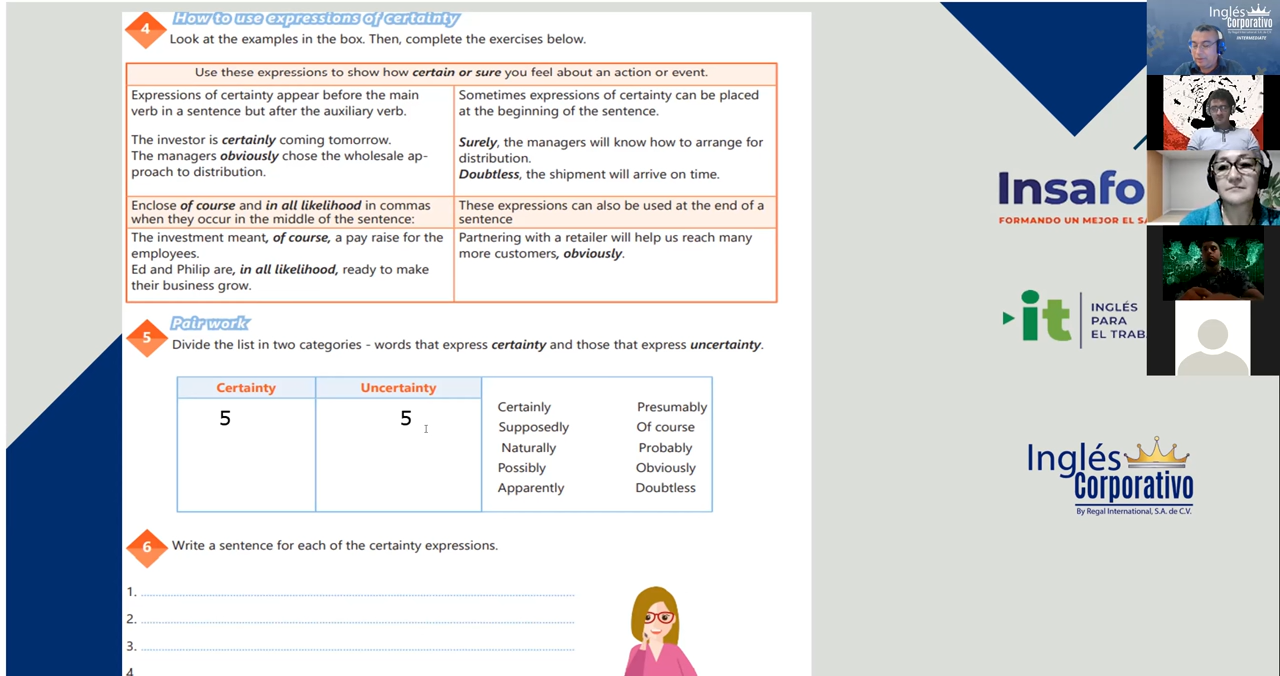 4
How to use expressions of certainty
Look at the examples in the box. Then, complete the exercises below.
Use these expressions to show how certain or sure you feel about an action or event.
Expressions of certainty appear before the main
verb in a sentence but after the auxiliary verb.
The investor is certainly coming tomorrow.
The managers obviously chose the wholesale ap-
proach to distribution.
Sometimes expressions of certainty can be placed
at the beginning of the sentence.
Surely, the managers will know how to arrange for
distribution.
Doubtless, the shipment will arrive on time.
Enclose of course and in all likelihood in commas
when they occur in the middle of the sentence:
These expressions can also be used at the end of a
sentence
The investment meant, of course, a pay raise for the
employees.
Ed and Philip are, in all likelihood, ready to make
their business grow.
Partnering with a retailer will help us reach many
more customers, obviously.
5
Pair work
Divide the list in two categories - words that express certainty and those that express uncertainty.
Certainty
Uncertainty
5
5
Certainly
Presumably
Supposedly
Of course
Naturally
Probably
Possibly
Obviously
Apparently
Doubtless
6
Write a sentence for each of the certainty expressions.
1.
2.
3.
4
Inglés
Corporativo
By Regal International, S.A. de C.V.
INTERMEDIATE
Insafo
FORMANDO UN MEJOR EL SA
it
INGLÉS
PARA
EL TRAB
Inglés
Corporativo
By Regal International, S.A. de C.V.